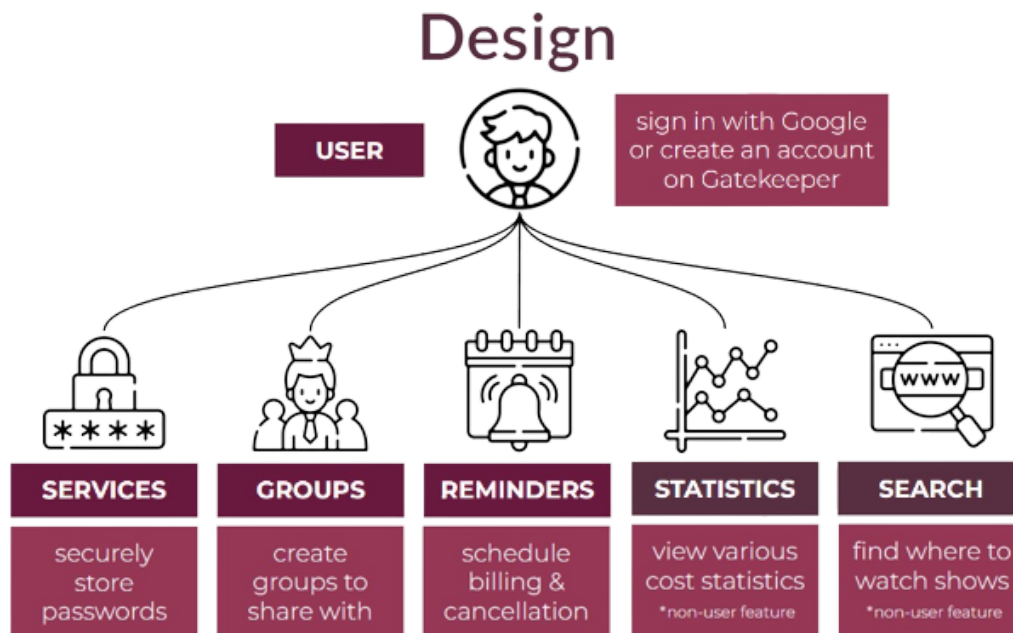 Design
USER
sign in with Google
or create an account
on Gatekeeper
****
WWW
SERVICES
GROUPS
REMINDERS
STATISTICS
SEARCH
securely
store
passwords
create
groups to
share with
schedule
billing &
cancellation
view various
cost statistics
*non-user feature
find where to
watch shows
*non-user feature